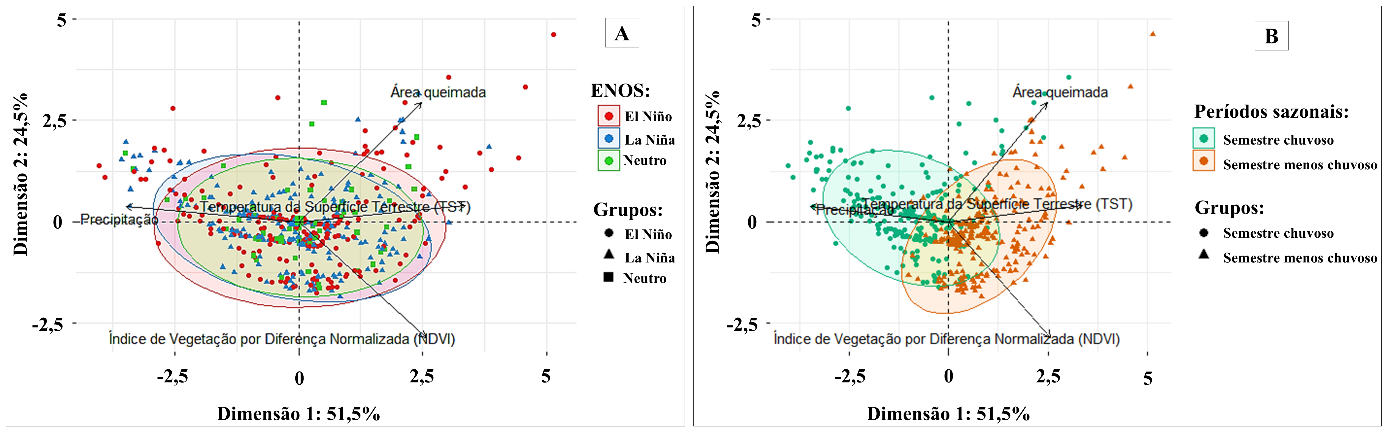 A
5
2,5
0
-2,5
Dimensão 2: 24,5%
Área queimada
Temperatura da Superfície Terrestre (TST)
Precipitação
Índice de Vegetação por Diferença Normalizada (NDVI)
-2,5 0 2,5 5
Dimensão 1: 51,5%
ENOS:
El Niño
La Niña
Neutro
Grupos:
El Niño
La Niña
Neutro
B
5
2,5
0
-2,5
Dimensão 2: 24,5%
Área queimada
Temperatura da Superfície Terrestre (TST)
Precipitação
Índice de Vegetação por Diferença Normalizada (NDVI)
-2,5 0 2,5 5
Dimensão 1: 51,5%
Períodos sazonais:
Semestre chuvoso
Semestre menos chuvoso
Grupos:
Semestre chuvoso
Semestre menos chuvoso